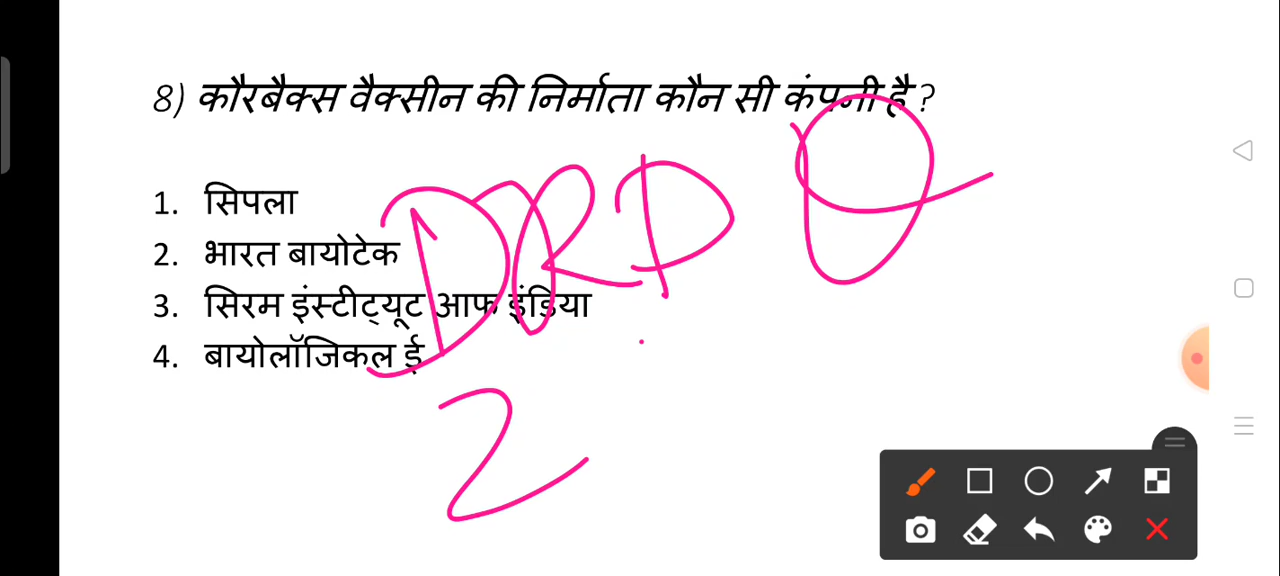 8) कौरबैक्स वैक्सीन की निर्माता कौन सी कंपनी है ?
1. सिपला
2. भारत बायोटेक
3. सिरम इंस्टीट्यूट आफ इंडिया
4. बायोलॉजिकल ई
DRDO
2